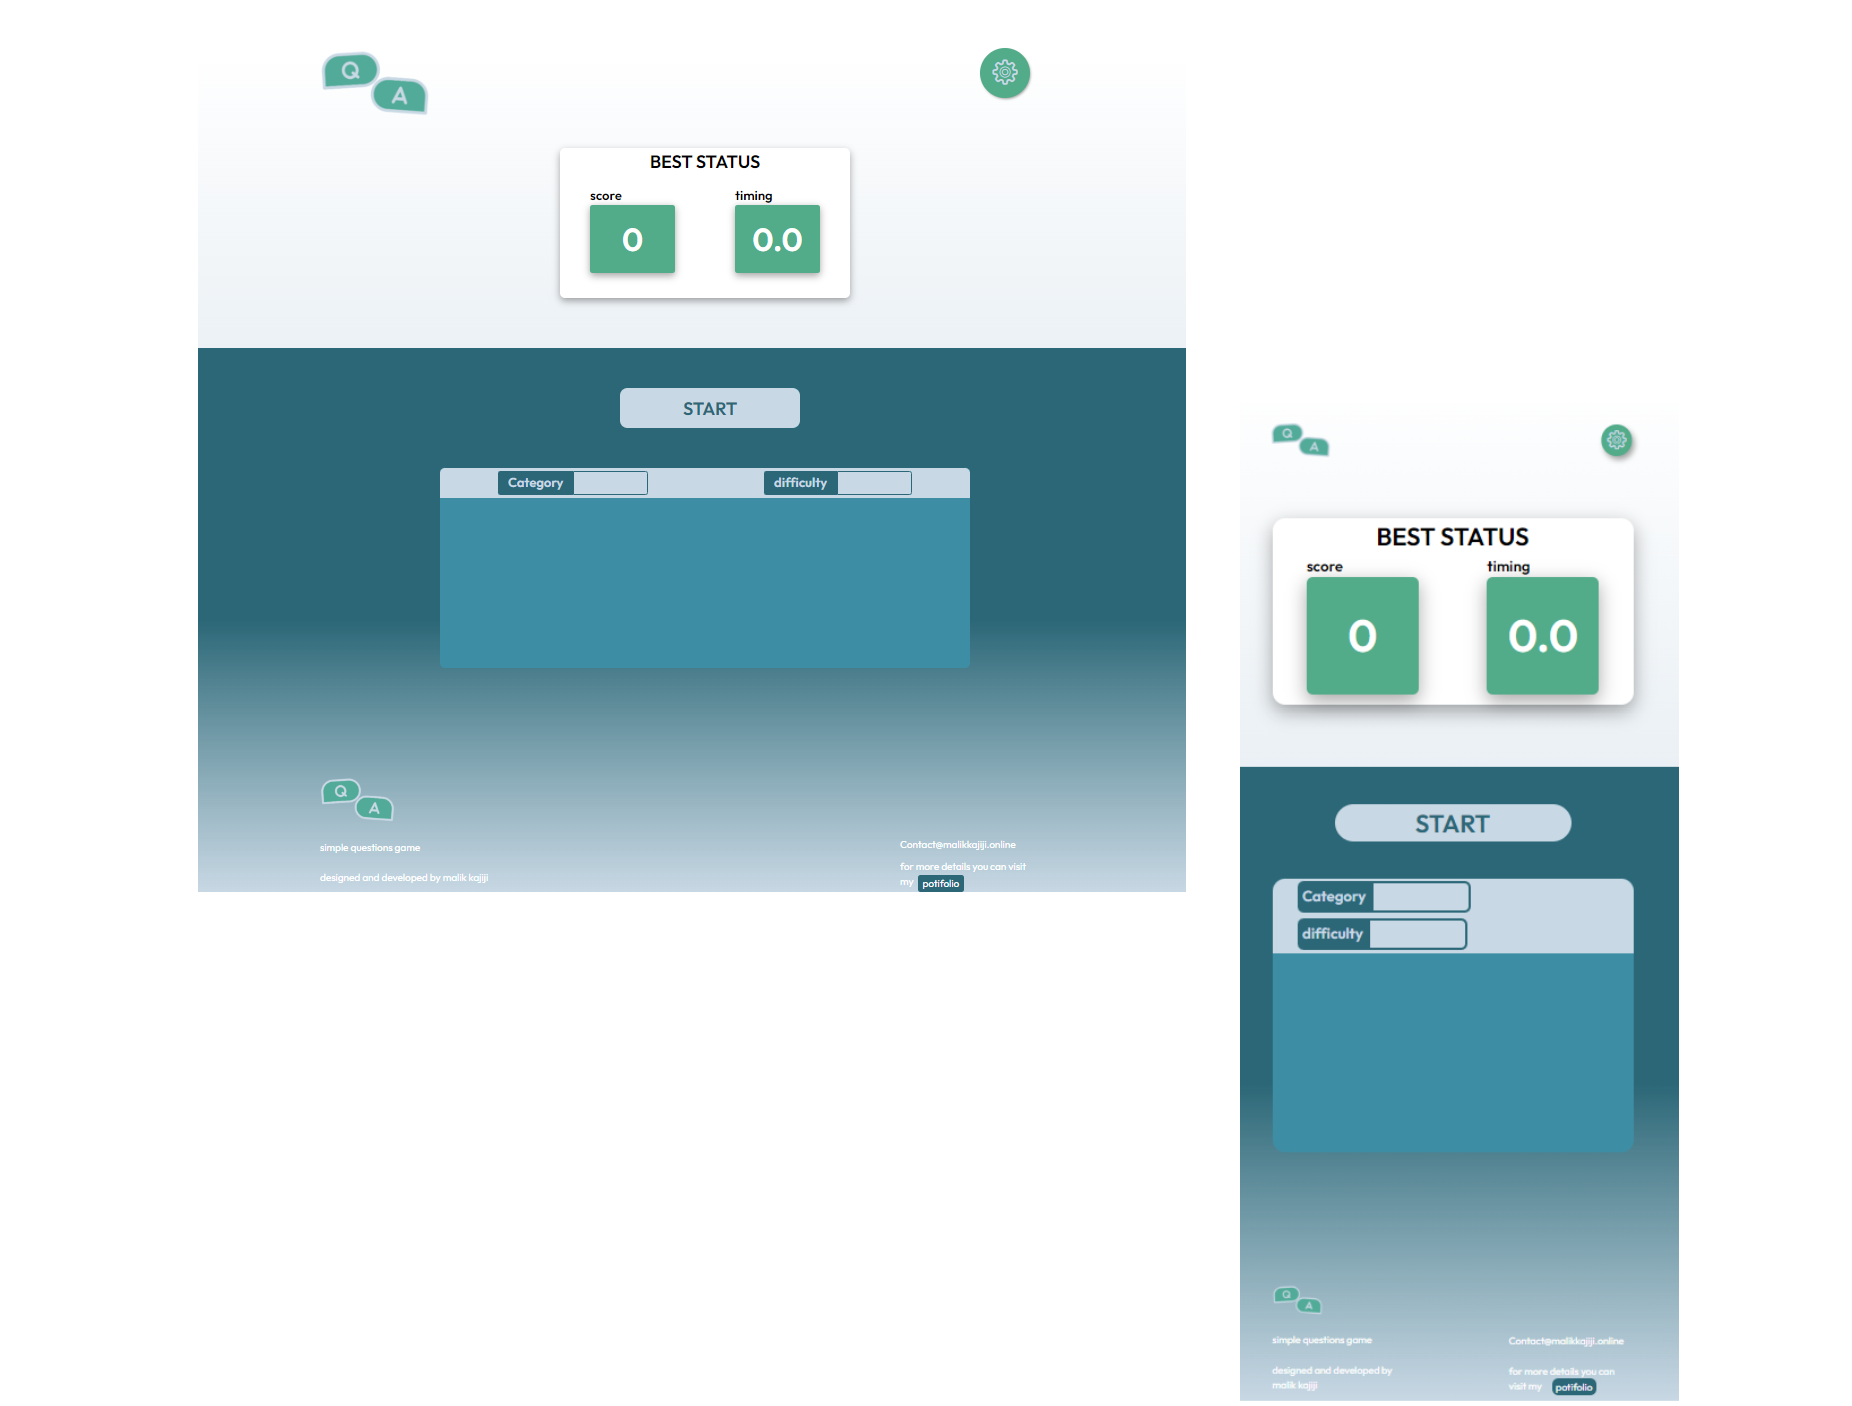 Q
A
BEST STATUS
score
timing
0
0.0
START
Category
difficulty
Q
A
simple questions game
designed and developed by malik kajiji
Contact@malikkajiji.online
for more details you can visit
my potifolio
Q
A
BEST STATUS
score
timing
0
0.0
START
Category
difficulty
Q
A
simple questions game
designed and developed by
malik kajiji
Contact@malikkajiji.online
for more details you can
visit my potifolio